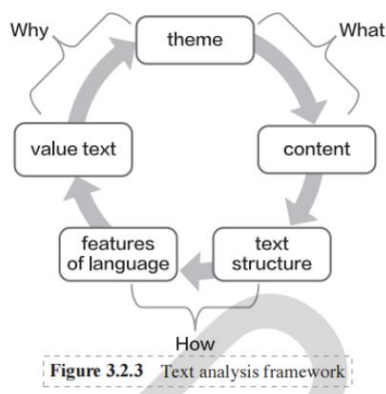 Why
theme
What
value text
content
features
of language
text
structure
How
Figure 3.2.3 Text analysis framework